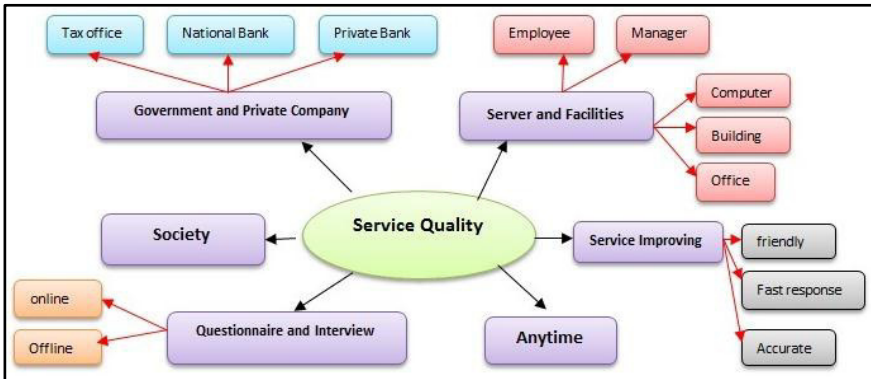 Tax office
National Bank
Private Bank
Employee
Manager
Government and Private Company
Server and Facilities
Computer
Building
Office
Service Quality
Society
Service Improving
friendly
Fast response
Accurate
online
Offline
Questionnaire and Interview
Anytime